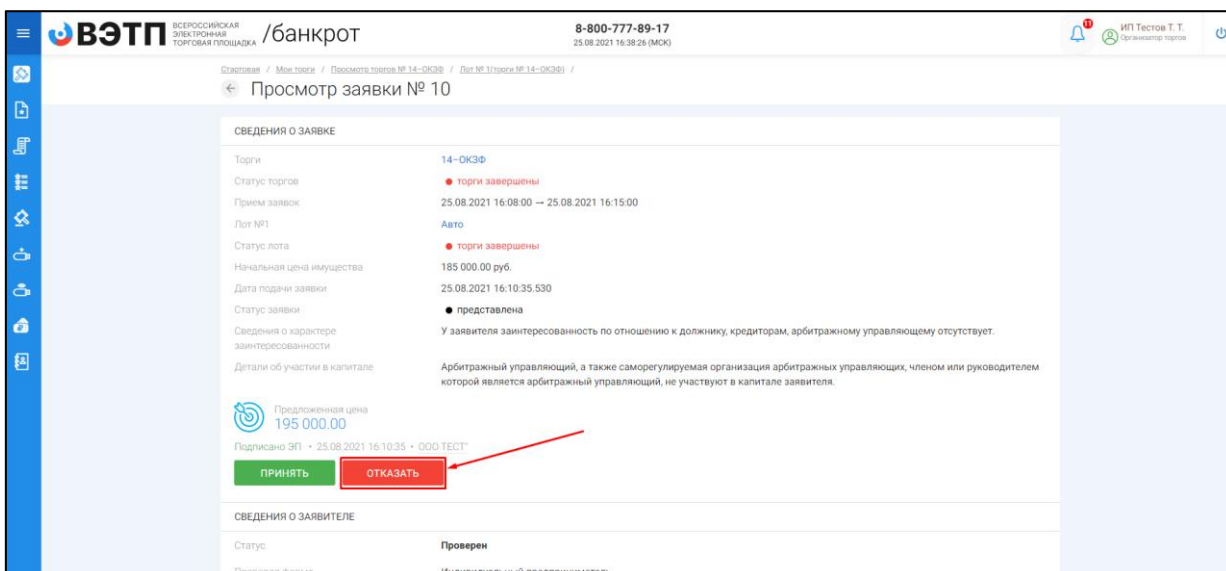 ВЭТП ВСЕРОССИЙСКАЯ ЭЛЕКТРОННАЯ ТОРГОВАЯ ПЛОЩАДКА /банкрот
8-800-777-89-17
25.08.2021 16:38:26 (МСК)
11
ИП Тестов Т. Т.
Организатор торгов
Стартовая / Мои торги / Просмотр торгов № 14-ОКЗФ / Лот № 1(торги № 14-ОКЗФ) /
← Просмотр заявки № 10
СВЕДЕНИЯ О ЗАЯВКЕ
Торги 14-ОКЗФ
Статус торгов ● торги завершены
Прием заявок 25.08.2021 16:08:00 → 25.08.2021 16:15:00
Лот №1 Авто
Статус лота ● торги завершены
Начальная цена имущества 185 000.00 руб.
Дата подачи заявки 25.08.2021 16:10:35.530
Статус заявки ● представлена
Сведения о характере заинтересованности У заявителя заинтересованность по отношению к должнику, кредиторам, арбитражному управляющему отсутствует.
Детали об участии в капитале Арбитражный управляющий, а также саморегулируемая организация арбитражных управляющих, членом или руководителем
которой является арбитражный управляющий, не участвуют в капитале заявителя.
Предложенная цена
195 000.00
Подписано ЭП • 25.08.2021 16:10:35 • ООО ТЕСТ"
ПРИНЯТЬ ОТКАЗАТЬ
СВЕДЕНИЯ О ЗАЯВИТЕЛЕ
Статус Проверен